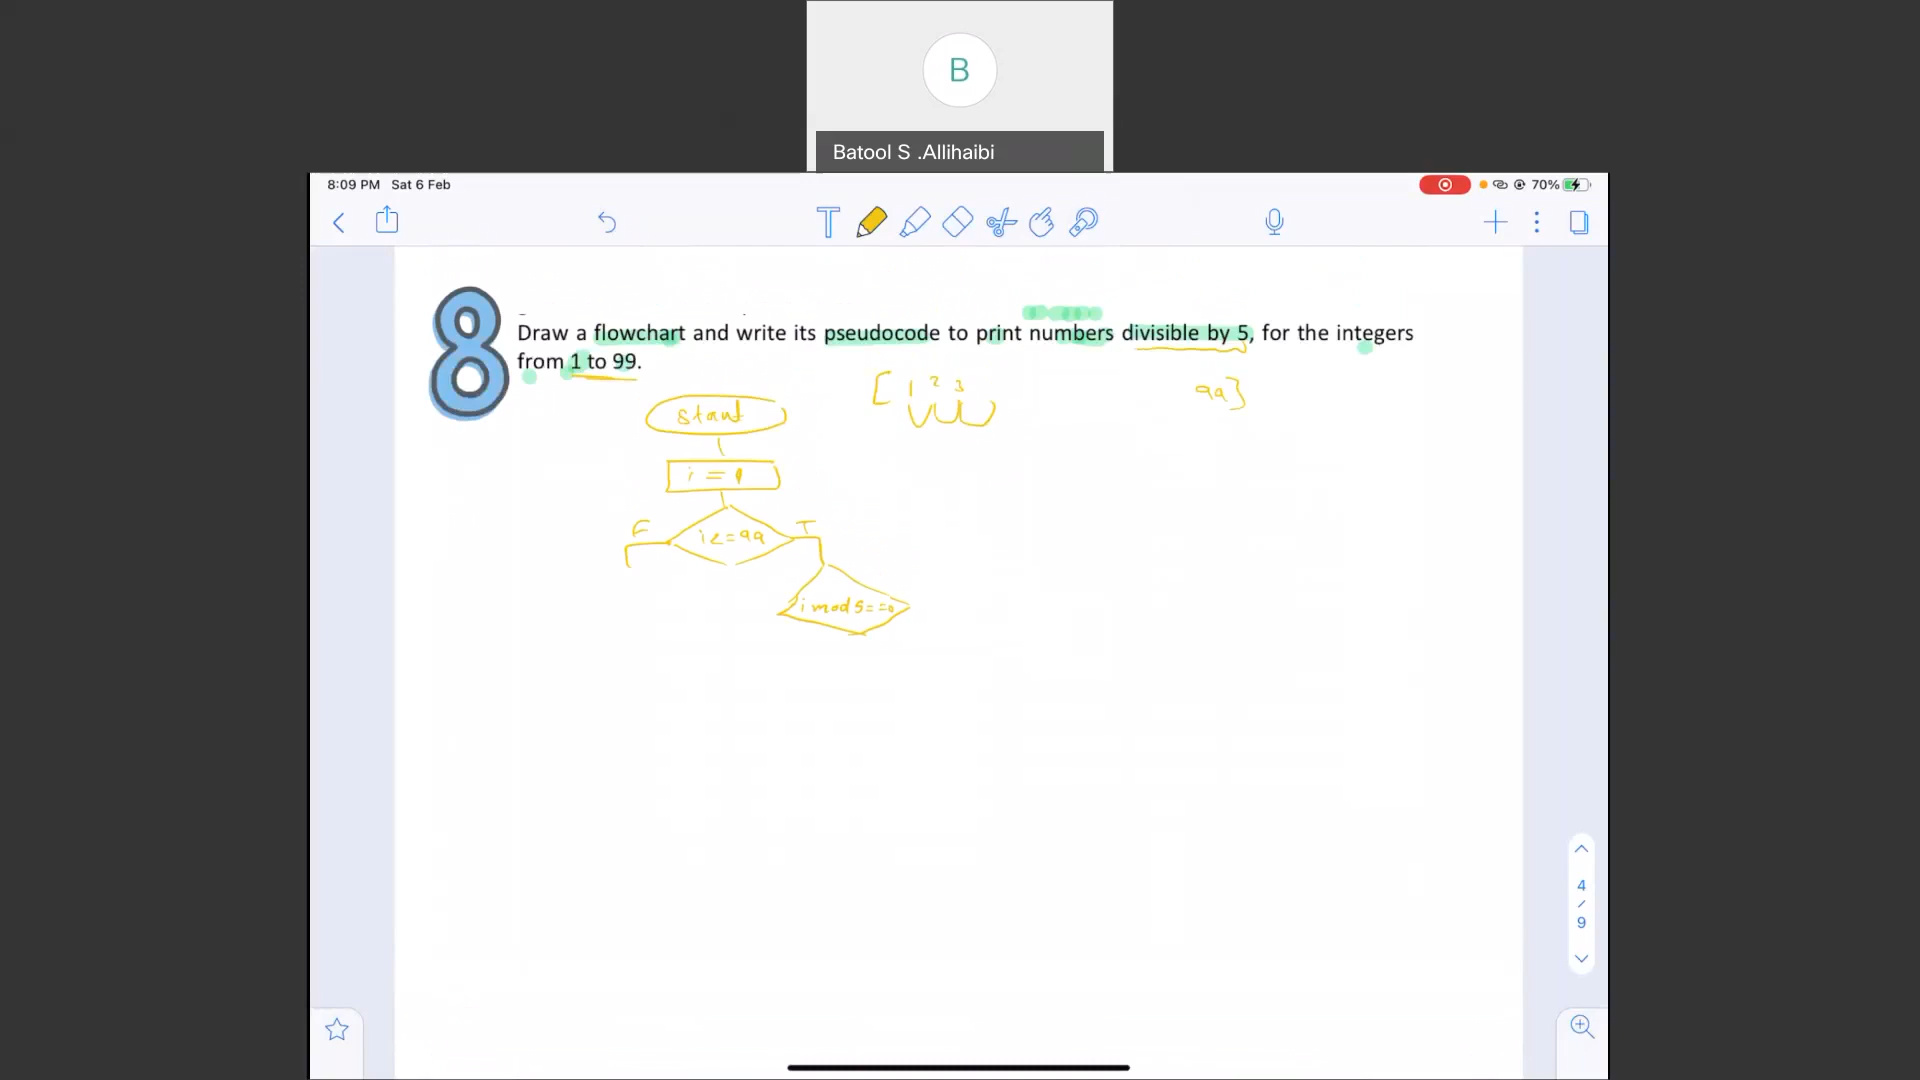 B
Batool S .Allihaibi
8:09 PM Sat 6 Feb
70%
T
8
Draw a flowchart and write its pseudocode to print numbers divisible by 5, for the integers
from 1 to 99.
[ 1 2 3 99]
start
i = 1
F i<=99 T
i mod 5==0
4
/
9